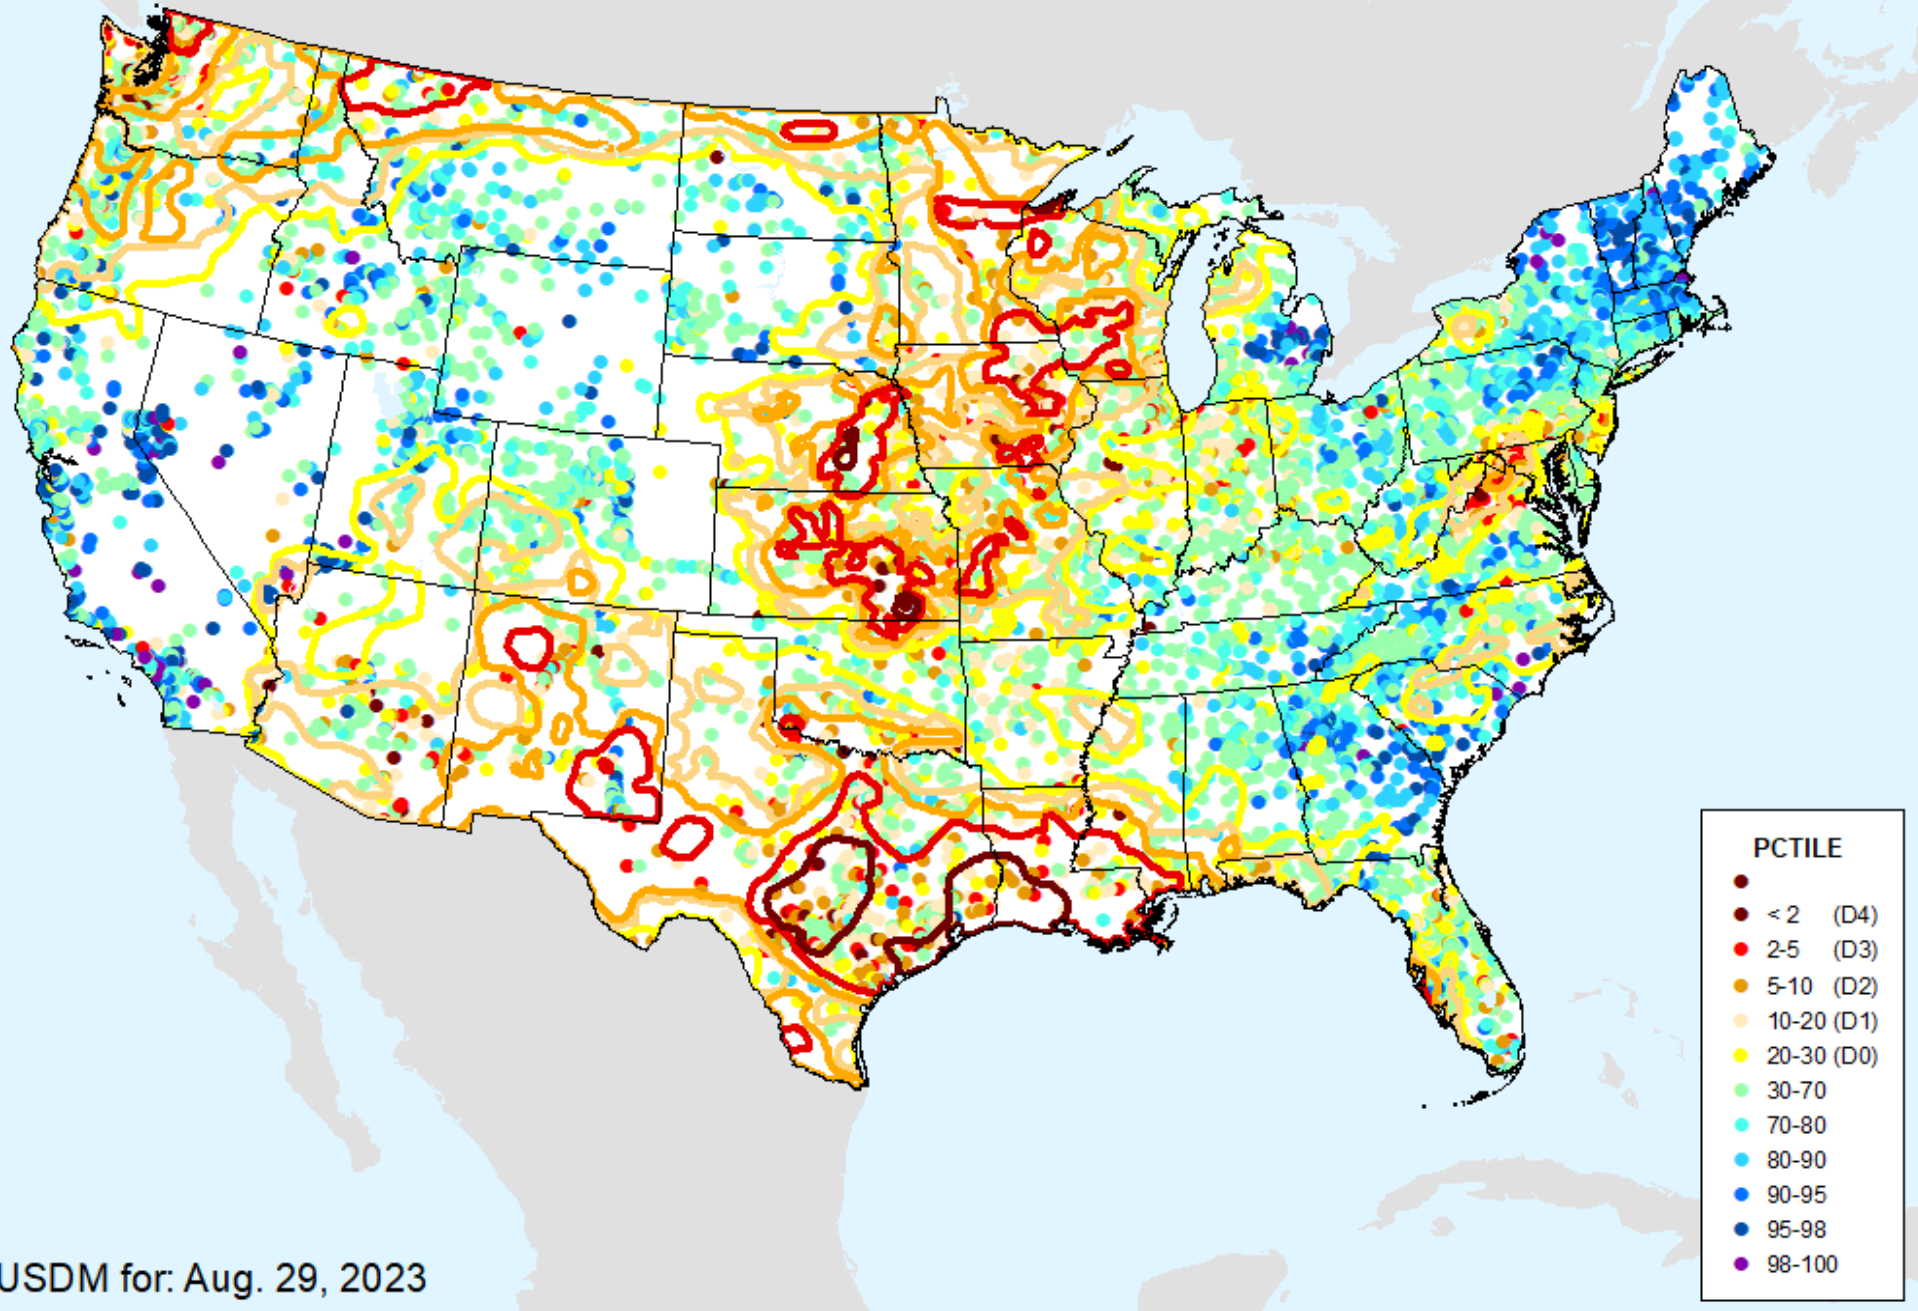 PCTILE
< 2 (D4)
2-5 (D3)
5-10 (D2)
10-20 (D1)
20-30 (D0)
30-70
70-80
80-90
90-95
95-98
98-100
USDM for: Aug. 29, 2023